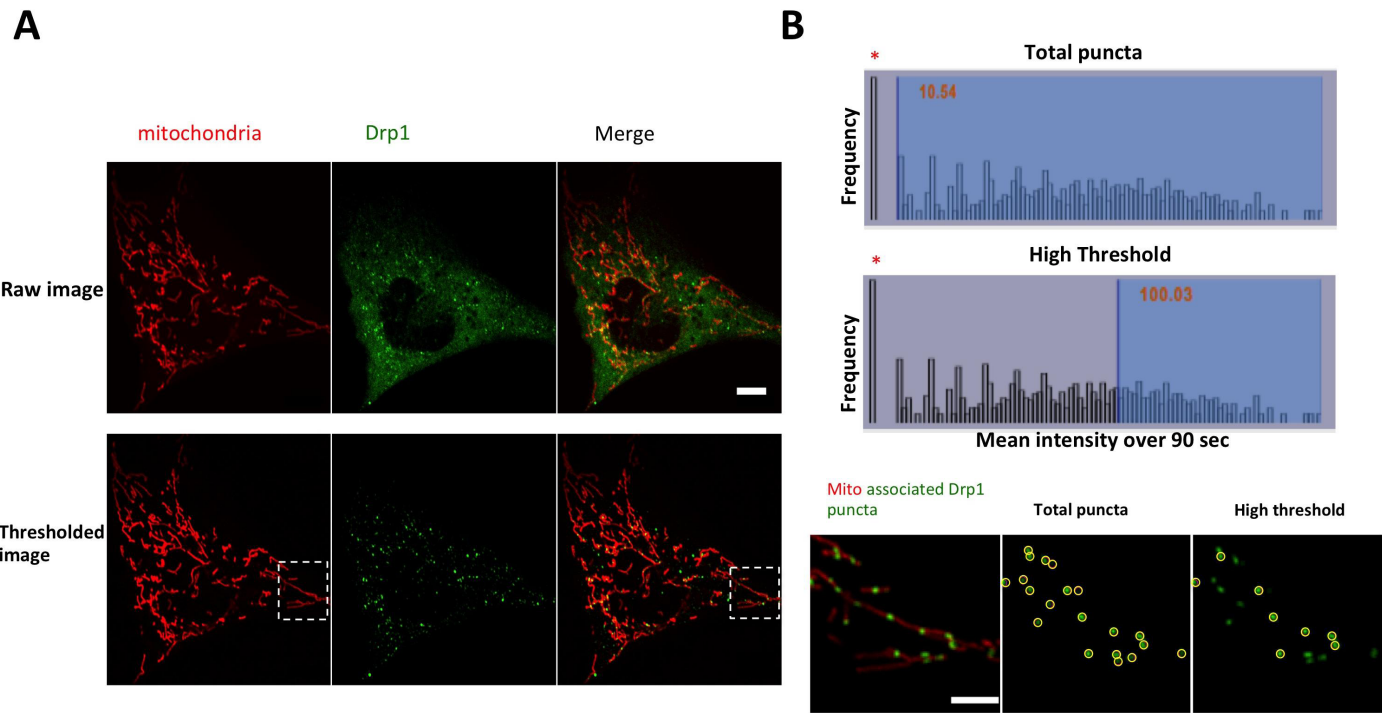 A
mitochondria
Drp1
Merge
Raw image
Thresholded
image
B
*
Total puncta
Frequency
10.54
*
High Threshold
Frequency
100.03
Mean intensity over 90 sec
Mito associated Drp1
puncta
Total puncta
High threshold